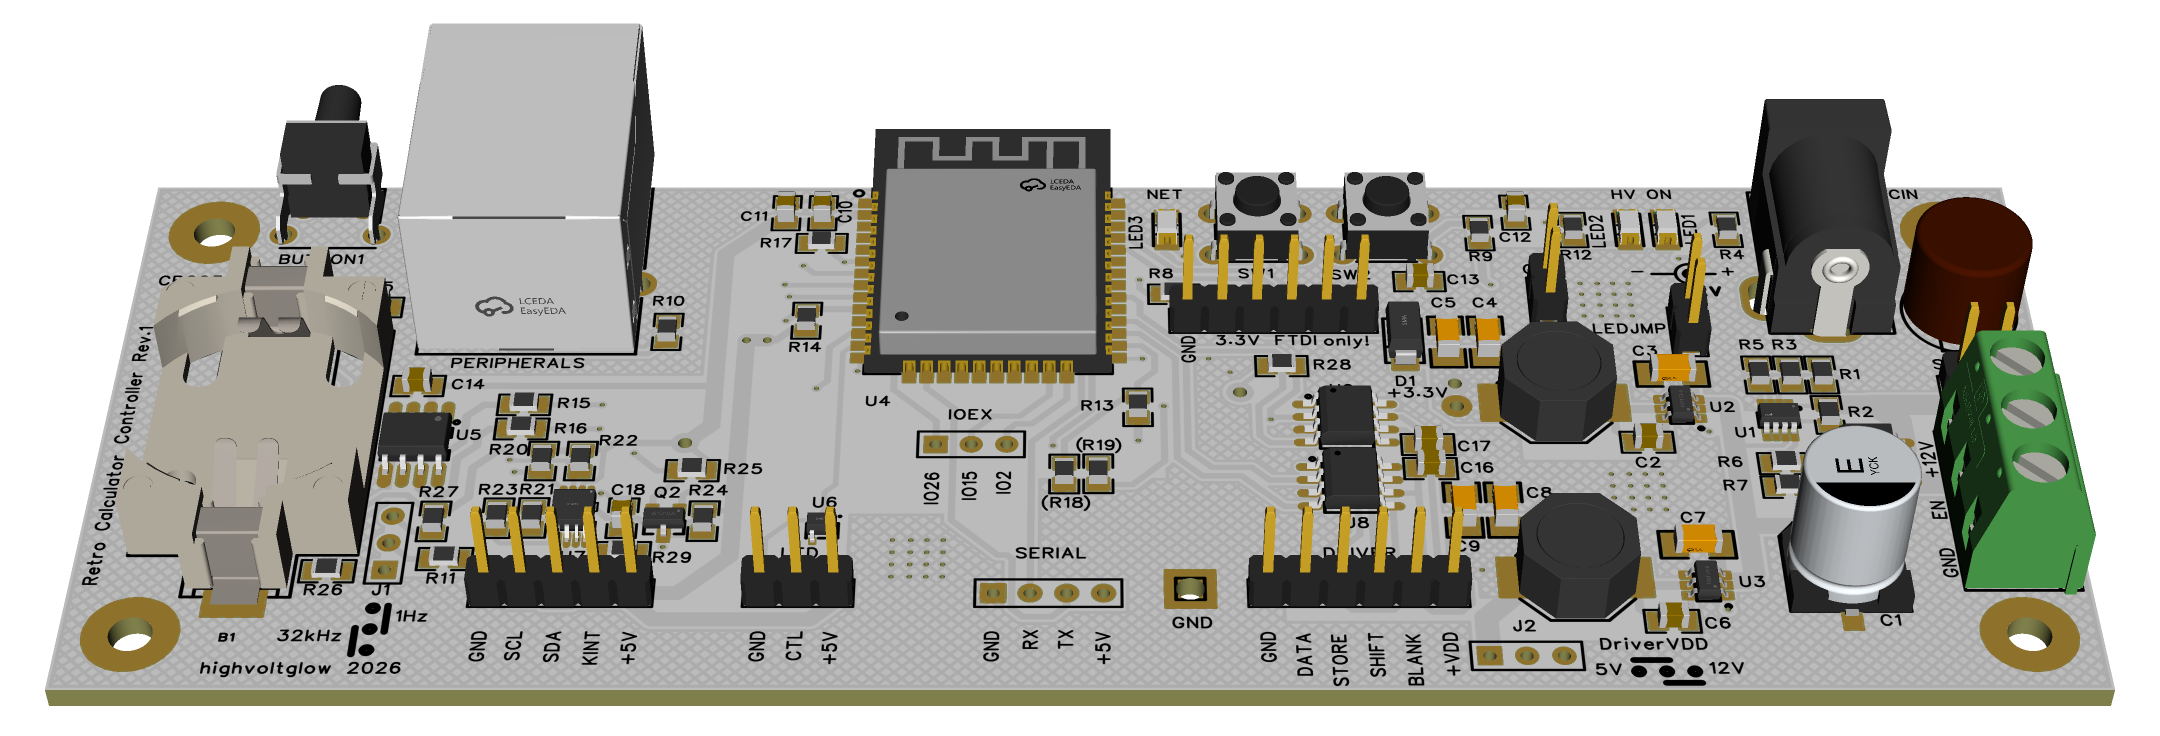 NET
HV ON
CIN
C11
C10
R17
LED3
SW1
SW2
R9
C12
R12
LED2
LED1
R4
- +
BUTTON1
LCEDA
EasyEDA
LCEDA
EasyEDA
R10
R14
R8
C13
C5
C4
LEDJMP
GND
3.3V FTDI only!
R28
D1
+3.3V
C3
R5 R3
R1
R2
U1
U2
PERIPHERALS
C14
U4
IOEX
R13
R15
R16
U5
R20
R22
R25
(R19)
(R18)
IO26
IO15
IO2
C17
C16
C2
R6
R7
E
YCK
+12V
EN
GND
R27
R23
R21
C18
Q2
R24
U6
C8
C9
C7
U3
C6
C1
R11
R26
R29
J1
LED
SERIAL
DRIVER
Retro Calculator Controller Rev.1
B1
1Hz
32kHz
highvoltglow 2026
GND
SCL
SDA
KINT
+5V
GND
CTL
+5V
GND
RX
TX
+5V
GND
GND
DATA
STORE
SHIFT
BLANK
+VDD
J2
DriverVDD
5V
12V